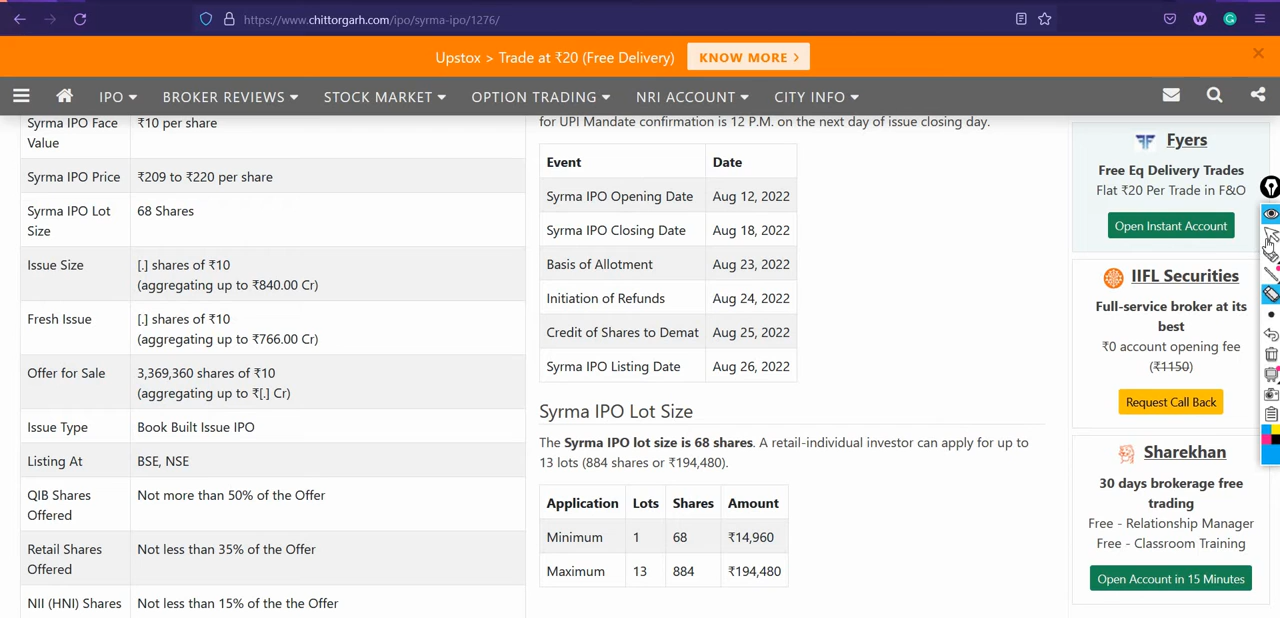 https://www.chittorgarh.com/ipo/syrma-ipo/1276/
W
Upstox > Trade at ₹20 (Free Delivery) KNOW MORE >
IPO BROKER REVIEWS STOCK MARKET OPTION TRADING NRI ACCOUNT CITY INFO
Syrma IPO Face
Value
₹10 per share
Syrma IPO Price ₹209 to ₹220 per share
Syrma IPO Lot
Size
68 Shares
Issue Size
[.] shares of ₹10
(aggregating up to ₹840.00 Cr)
Fresh Issue
[.] shares of ₹10
(aggregating up to ₹766.00 Cr)
Offer for Sale
3,369,360 shares of ₹10
(aggregating up to ₹[.] Cr)
Issue Type Book Built Issue IPO
Listing At BSE, NSE
QIB Shares
Offered
Not more than 50% of the Offer
Retail Shares
Offered
Not less than 35% of the Offer
NII (HNI) Shares Not less than 15% of the the Offer
for UPI Mandate confirmation is 12 P.M. on the next day of issue closing day.
Event Date
Syrma IPO Opening Date Aug 12, 2022
Syrma IPO Closing Date Aug 18, 2022
Basis of Allotment Aug 23, 2022
Initiation of Refunds Aug 24, 2022
Credit of Shares to Demat Aug 25, 2022
Syrma IPO Listing Date Aug 26, 2022
Syrma IPO Lot Size
The Syrma IPO lot size is 68 shares. A retail-individual investor can apply for up to
13 lots (884 shares or ₹194,480).
Application Lots Shares Amount
Minimum 1 68 ₹14,960
Maximum 13 884 ₹194,480
Fyers
Free Eq Delivery Trades
Flat ₹20 Per Trade in F&O
Open Instant Account
IIFL Securities
Full-service broker at its
best
₹0 account opening fee
(₹1150)
Request Call Back
Sharekhan
30 days brokerage free
trading
Free - Relationship Manager
Free - Classroom Training
Open Account in 15 Minutes